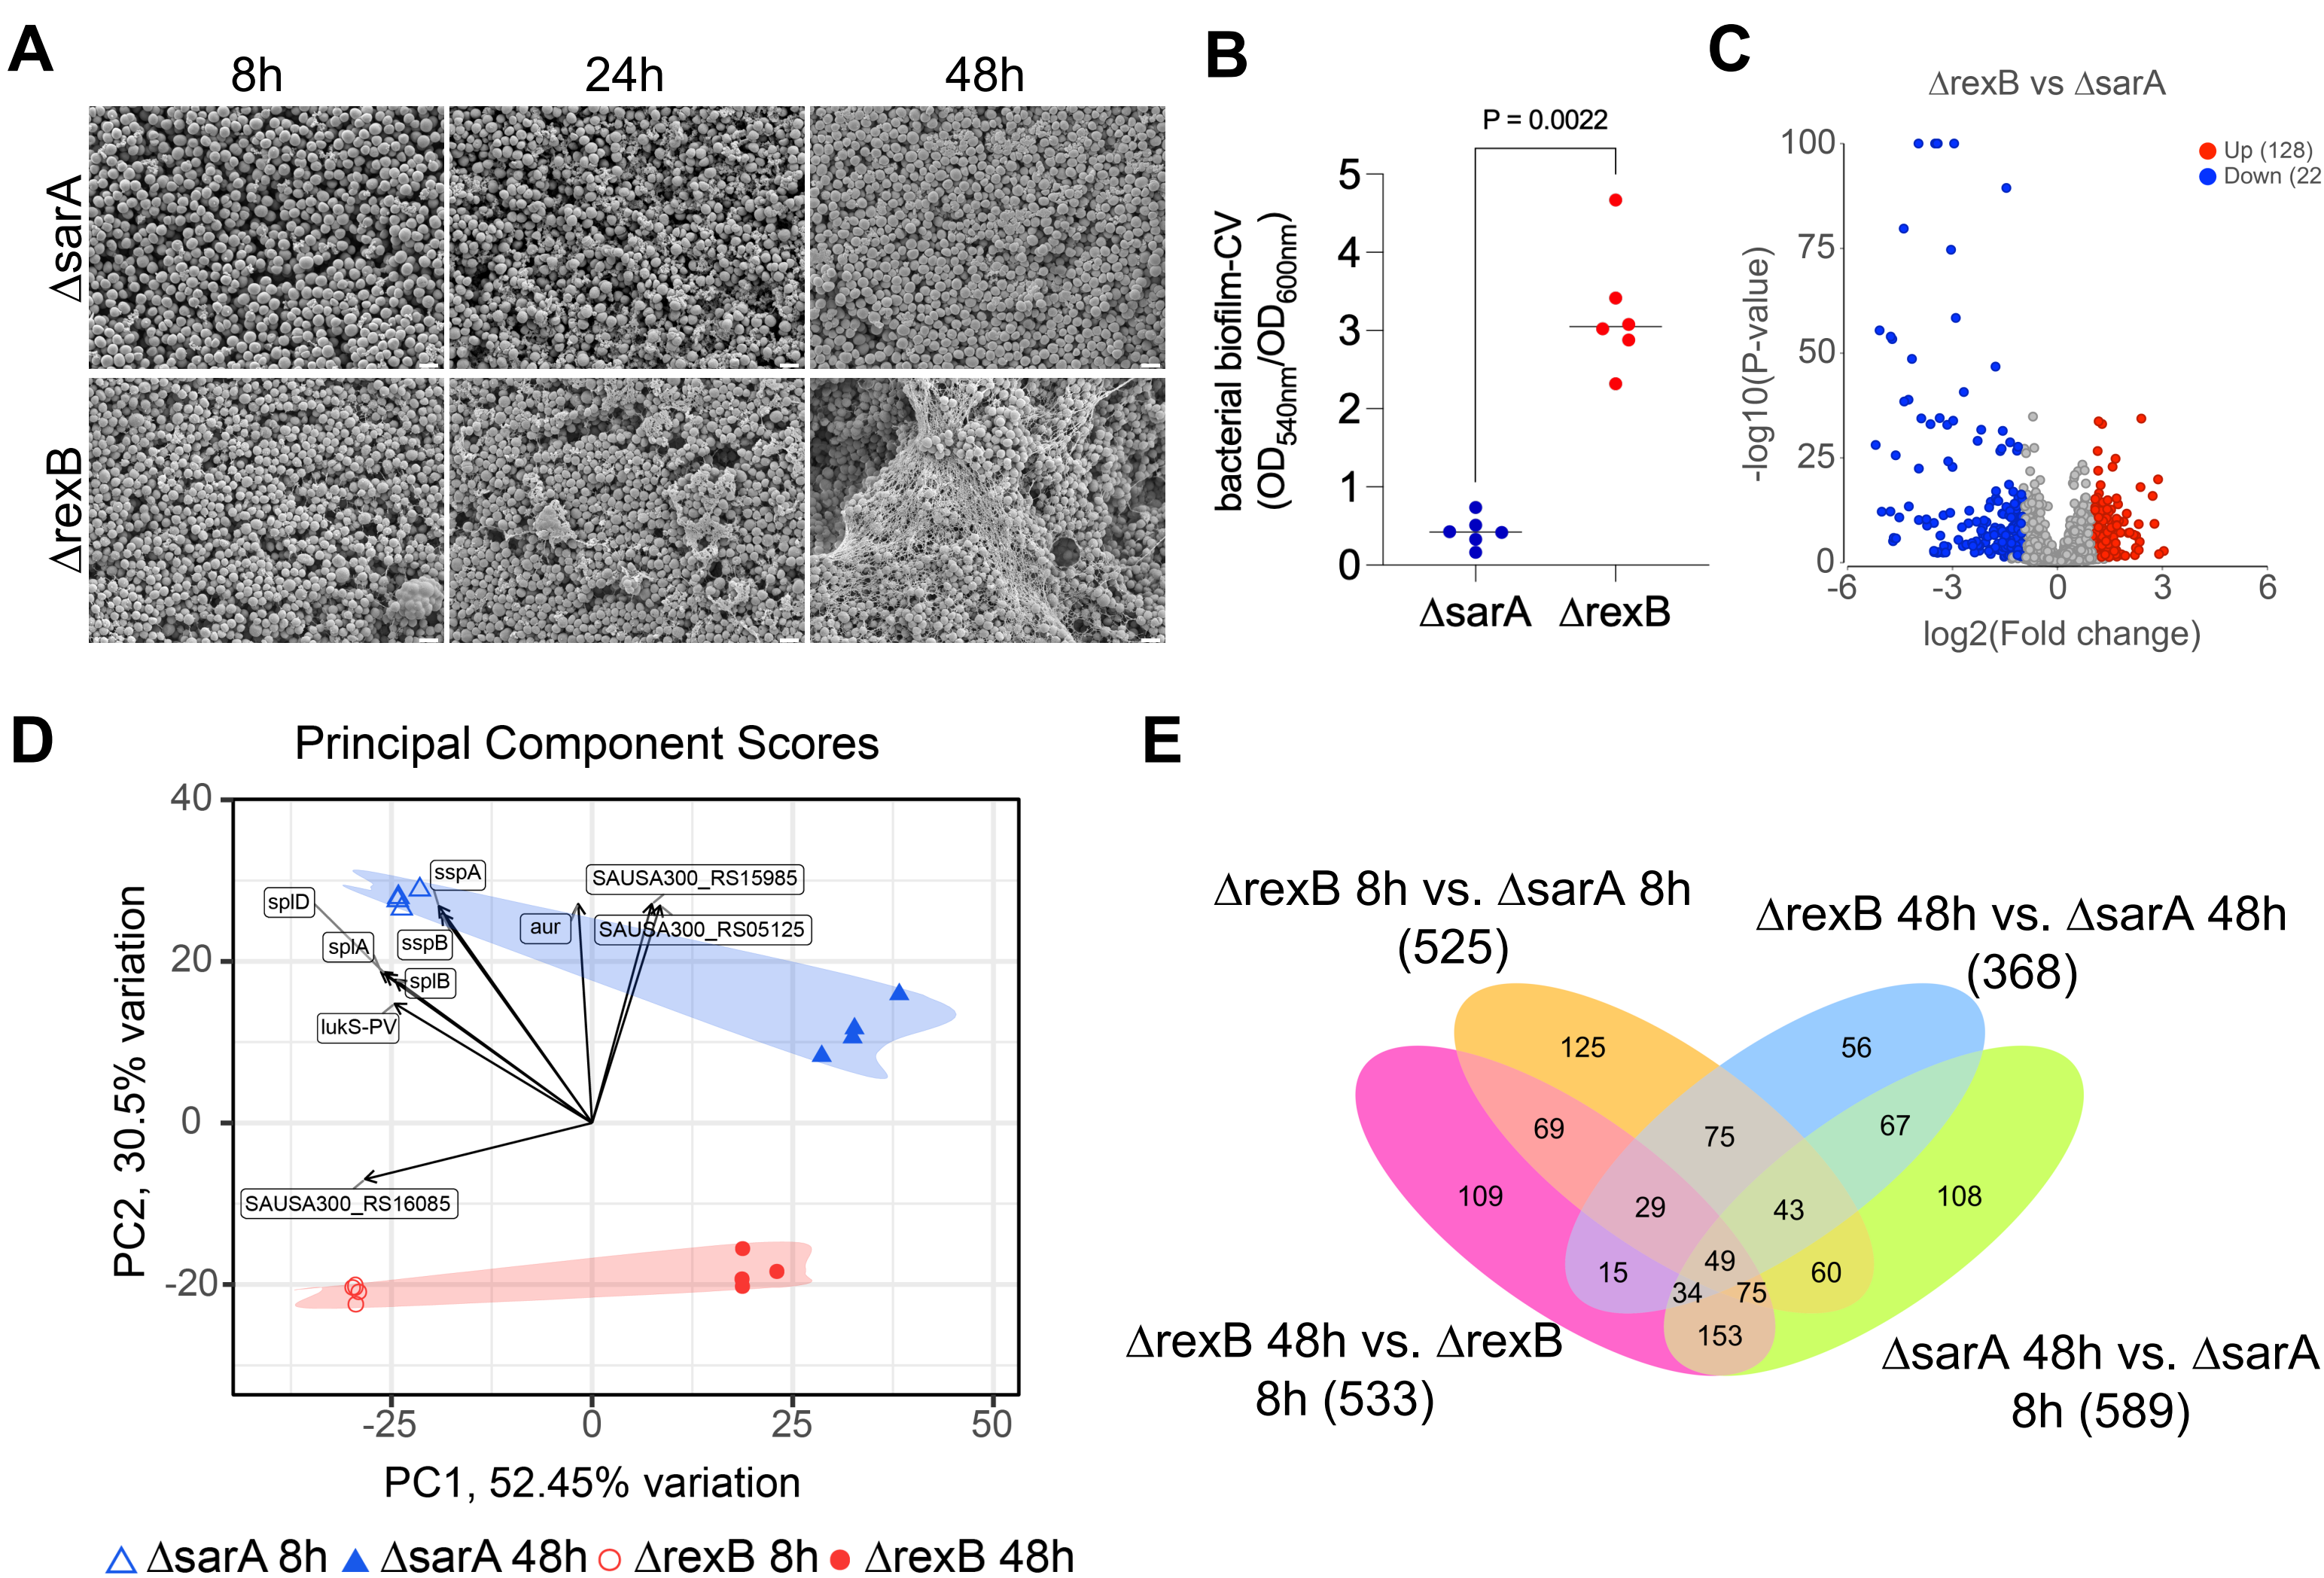 A
8h
24h
48h
ΔsarA
ΔrexB
B
P = 0.0022
bacterial biofilm-CV
(OD540nm/OD600nm)
5
4
3
2
1
0
ΔsarA
ΔrexB
C
ΔrexB vs ΔsarA
Up (128)
Down (22
-log10(P-value)
100
75
50
25
0
-6
-3
0
3
6
log2(Fold change)
D
Principal Component Scores
PC2, 30.5% variation
40
20
0
-20
sspA
splD
splA
sspB
splB
lukS-PV
aur
SAUSA300_RS15985
SAUSA300_RS05125
SAUSA300_RS16085
-25
0
25
50
PC1, 52.45% variation
ΔsarA 8h
ΔsarA 48h
ΔrexB 8h
ΔrexB 48h
E
ΔrexB 8h vs. ΔsarA 8h
(525)
ΔrexB 48h vs. ΔsarA 48h
(368)
125
56
69
75
67
109
29
43
108
15
49
60
34
75
153
ΔrexB 48h vs. ΔrexB
8h (533)
ΔsarA 48h vs. ΔsarA
8h (589)